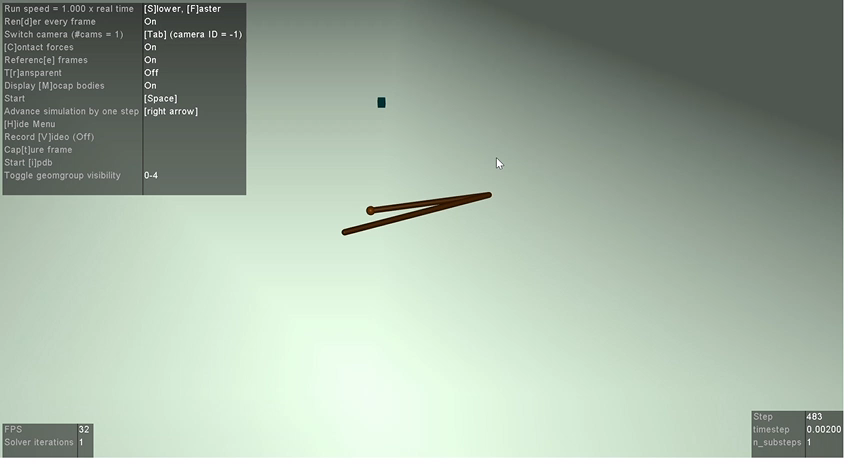 Run speed = 1.000 x real time [S]lower, [F]aster
Ren[d]er every frame On
Switch camera (#cams = 1) [Tab] (camera ID = -1)
[C]ontact forces On
Referenc[e] frames On
T[r]ansparent Off
Display [M]ocap bodies On
Start [Space]
Advance simulation by one step [right arrow]
[H]ide Menu
Record [V]ideo (Off)
Cap[t]ure frame
Start [i]pdb
Toggle geomgroup visibility 0-4
FPS 32
Solver iterations 1
Step 483
timestep 0.00200
n_substeps 1